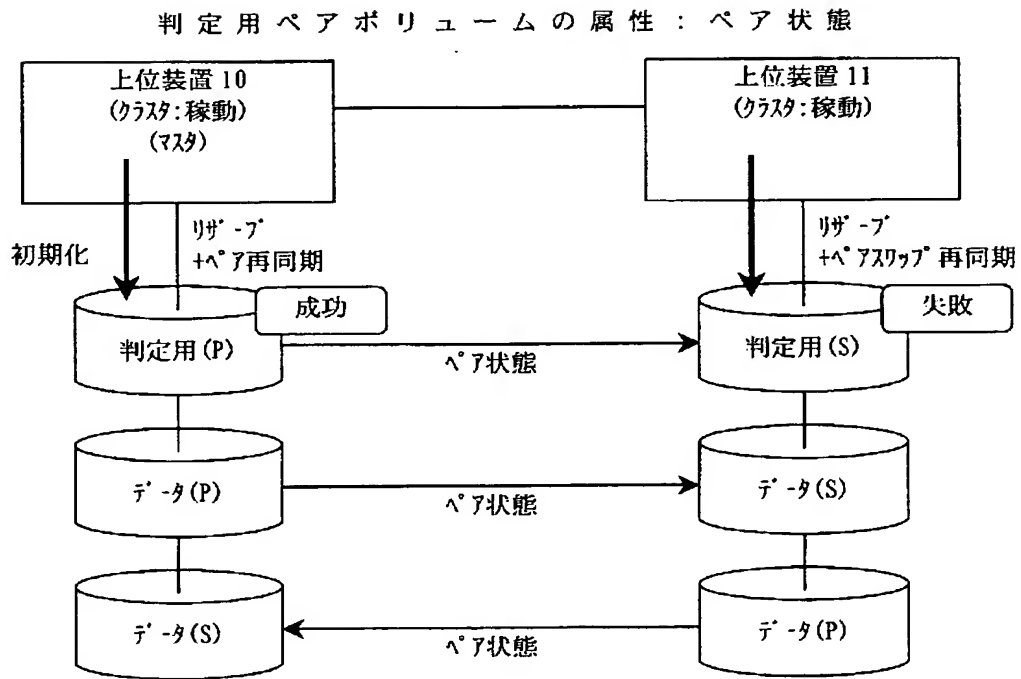 判定用ペアボリュームの属性：ペア状態
上位装置10
(ｸﾗｽﾀ:稼動)
(ﾏｽﾀ)
上位装置11
(ｸﾗｽﾀ:稼動)
初期化
ﾘｻﾞｰﾌﾞ
+ﾍﾟｱ再同期
ﾘｻﾞｰﾌﾞ
+ﾍﾟｱｽﾜｯﾌﾟ再同期
成功
失敗
判定用(P)
ペア状態
判定用(S)
ﾃﾞｰﾀ(P)
ﾍﾟｱ状態
ﾃﾞｰﾀ(S)
ﾃﾞｰﾀ(S)
ﾍﾟｱ状態
ﾃﾞｰﾀ(P)